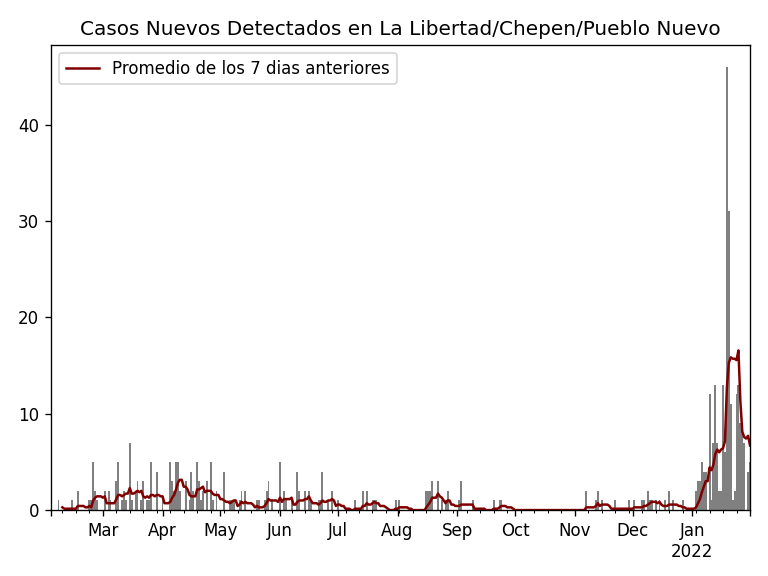 Casos Nuevos Detectados en La Libertad/Chepen/Pueblo Nuevo
Promedio de los 7 dias anteriores
40
30
20
10
0
Mar Apr May Jun Jul Aug Sep Oct Nov Dec Jan
2022